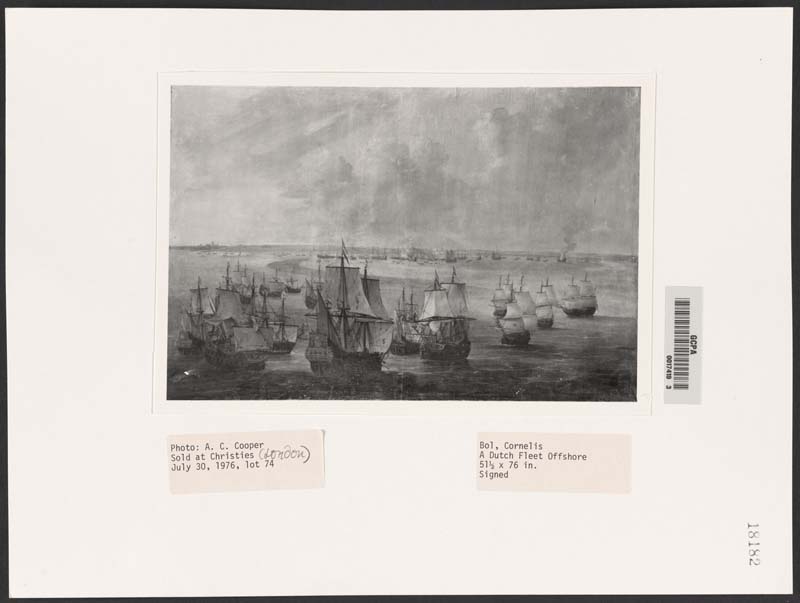 GCPA
0017410 3
Photo: A. C. Cooper
Sold at Christies (London)
July 30, 1976, lot 74
Bol, Cornelis
A Dutch Fleet Offshore
51½ x 76 in.
Signed
18182